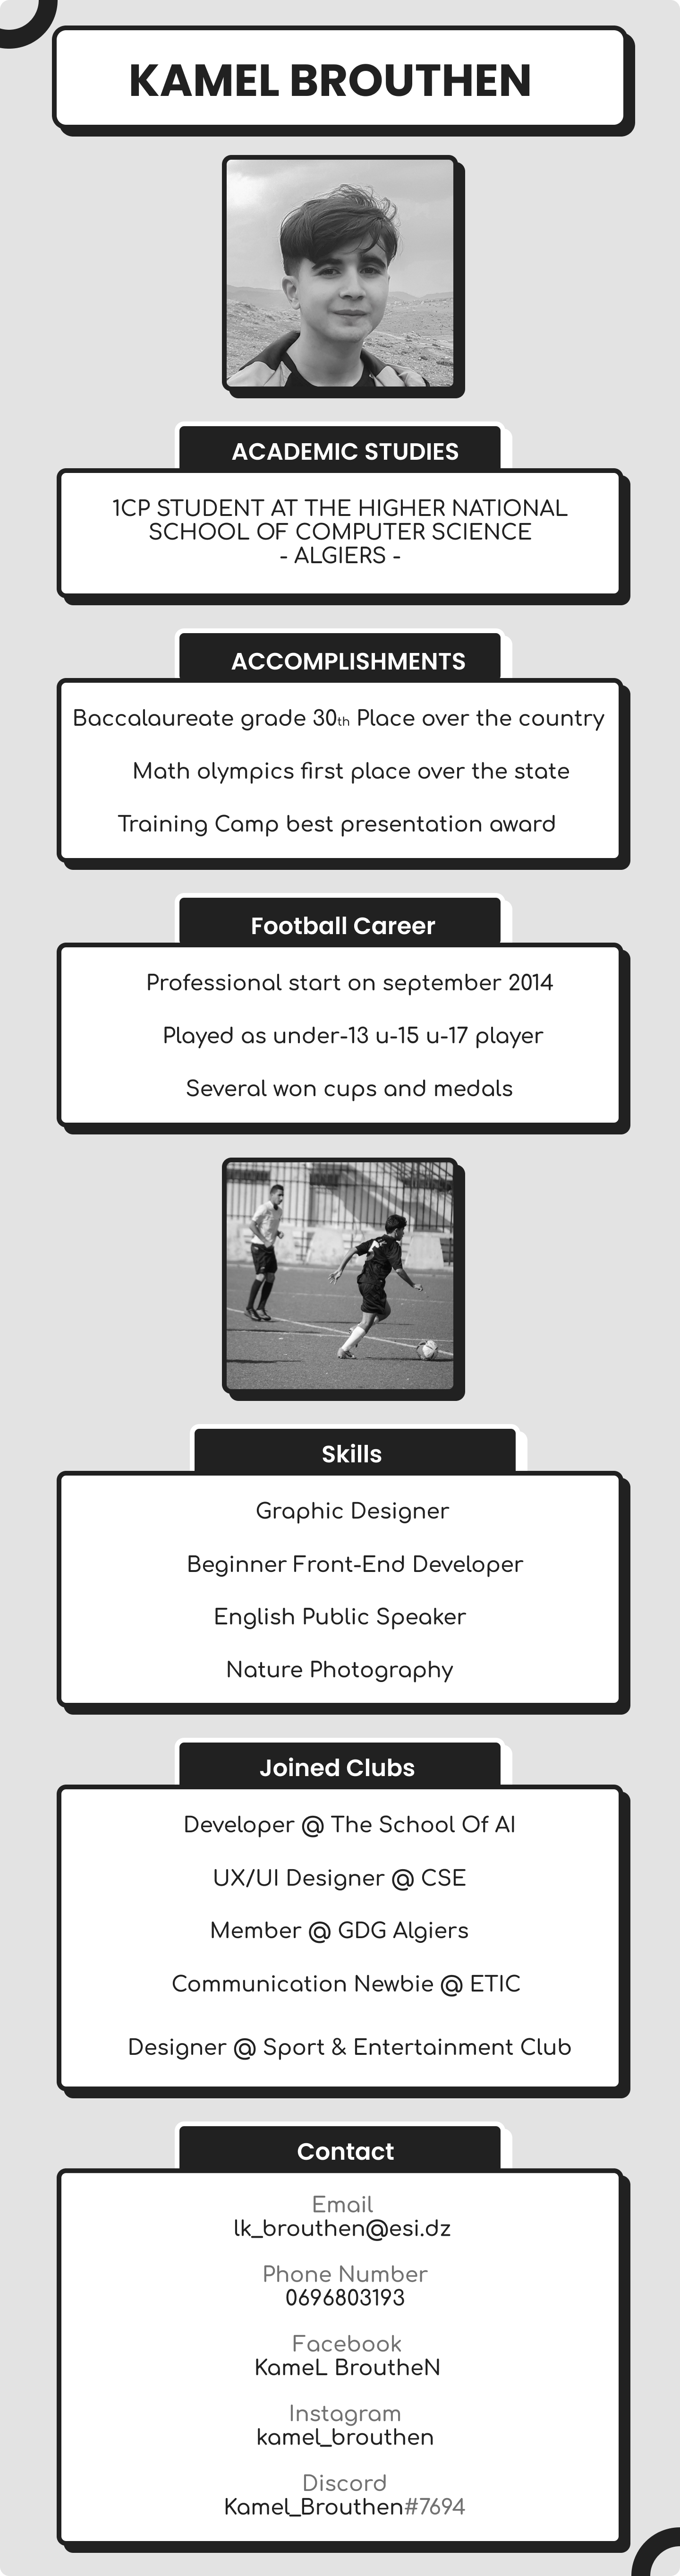 KAMEL BROUTHEN
ACADEMIC STUDIES
1CP STUDENT AT THE HIGHER NATIONAL
SCHOOL OF COMPUTER SCIENCE
- ALGIERS -
ACCOMPLISHMENTS
Baccalaureate grade 30th Place over the country
Math olympics first place over the state
Training Camp best presentation award
Football Career
Professional start on september 2014
Played as under-13 u-15 u-17 player
Several won cups and medals
Skills
Graphic Designer
Beginner Front-End Developer
English Public Speaker
Nature Photography
Joined Clubs
Developer @ The School Of AI
UX/UI Designer @ CSE
Member @ GDG Algiers
Communication Newbie @ ETIC
Designer @ Sport & Entertainment Club
Contact
Email
lk_brouthen@esi.dz
Phone Number
0696803193
Facebook
KameL BroutheN
Instagram
kamel_brouthen
Discord
Kamel_Brouthen#7694